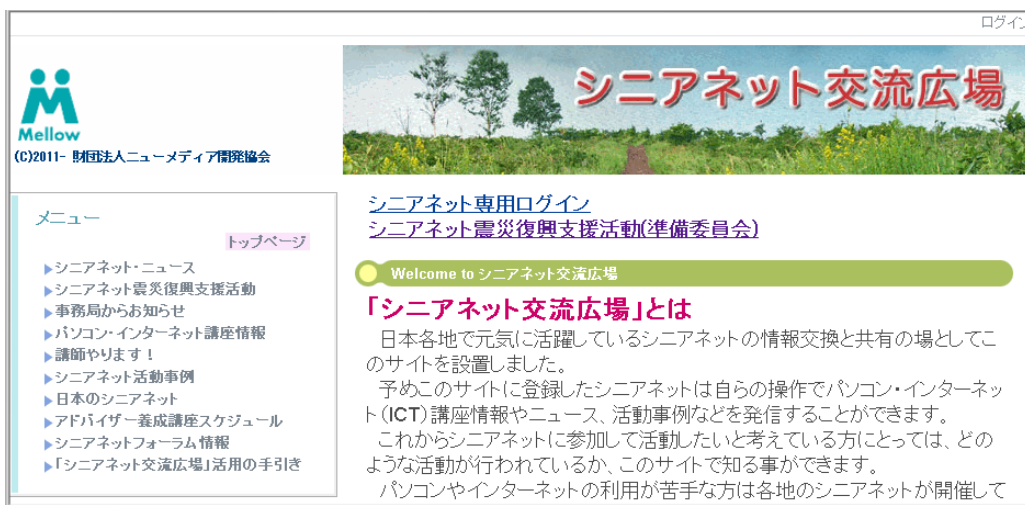 ログイン
シニアネット交流広場
Mellow
(C)2011- 財団法人ニューメディア開発協会
メニュー
トップページ
シニアネット・ニュース
シニアネット震災復興支援活動
事務局からお知らせ
パソコン・インターネット講座情報
講師やります！
シニアネット活動事例
日本のシニアネット
アドバイザー養成講座スケジュール
シニアネットフォーラム情報
「シニアネット交流広場」活用の手引き
シニアネット専用ログイン
シニアネット震災復興支援活動(準備委員会)
Welcome to シニアネット交流広場
「シニアネット交流広場」とは
日本各地で元気に活躍しているシニアネットの情報交換と共有の場としてこ
のサイトを設置しました。
予めこのサイトに登録したシニアネットは自らの操作でパソコン・インターネッ
ト（ICT）講座情報やニュース、活動事例などを発信することができます。
これからシニアネットに参加して活動したいと考えている方にとっては、どの
ような活動が行われているか、このサイトで知る事ができます。
パソコンやインターネットの利用が苦手な方は各地のシニアネットが開催して